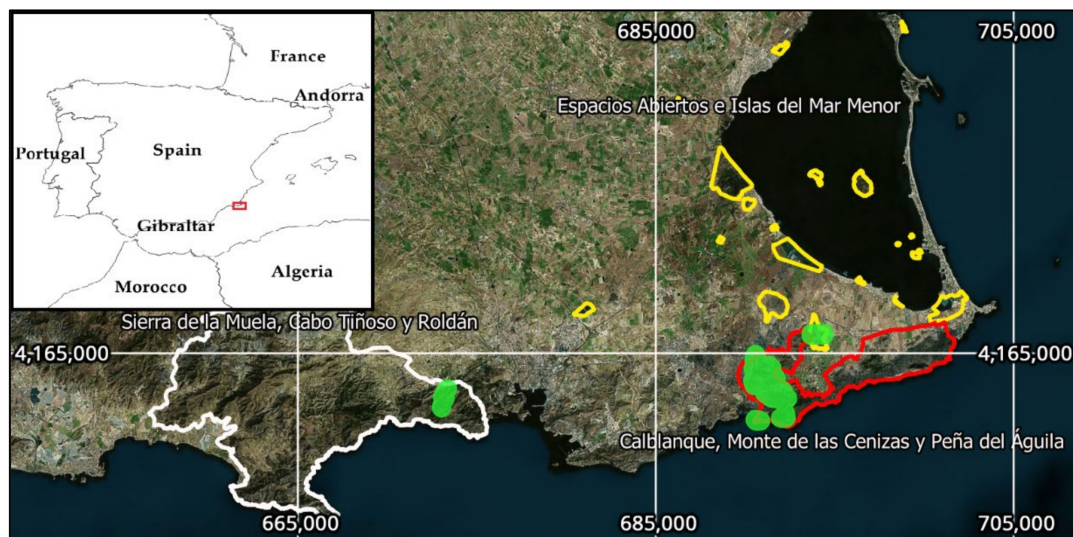 France
Andorra
Portugal
Spain
Gibraltar
Morocco
Algeria
685,000
705,000
Espacios Abiertos e Islas del Mar Menor
Sierra de la Muela, Cabo Tiñoso y Roldán
4,165,000
4,165,000
Calblanque, Monte de las Cenizas y Peña del Águila
665,000
685,000
705,000